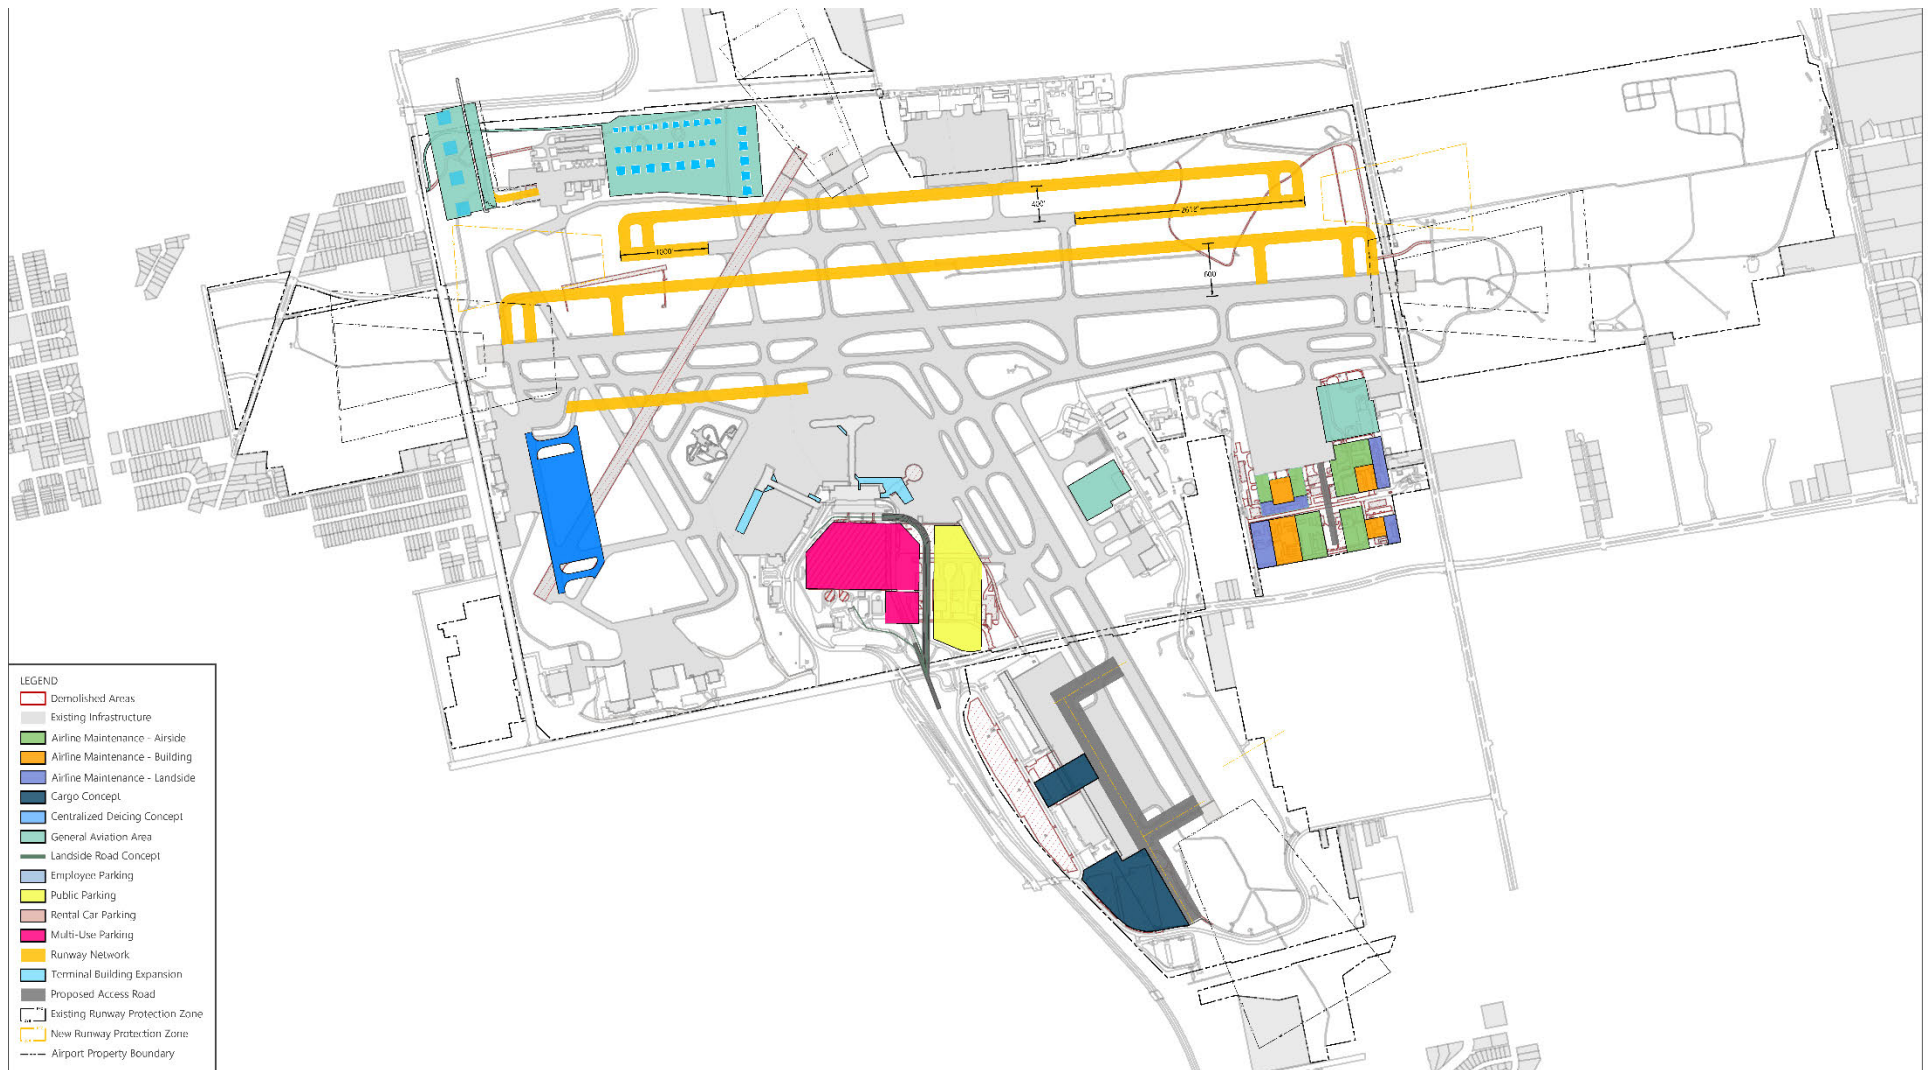 400'
2612'
1000'
600'
LEGEND
Demolished Areas
Existing Infrastructure
Airline Maintenance - Airside
Airline Maintenance - Building
Airline Maintenance - Landside
Cargo Concept
Centralized Deicing Concept
General Aviation Area
Landside Road Concept
Employee Parking
Public Parking
Rental Car Parking
Multi-Use Parking
Runway Network
Terminal Building Expansion
Proposed Access Road
Existing Runway Protection Zone
New Runway Protection Zone
Airport Property Boundary